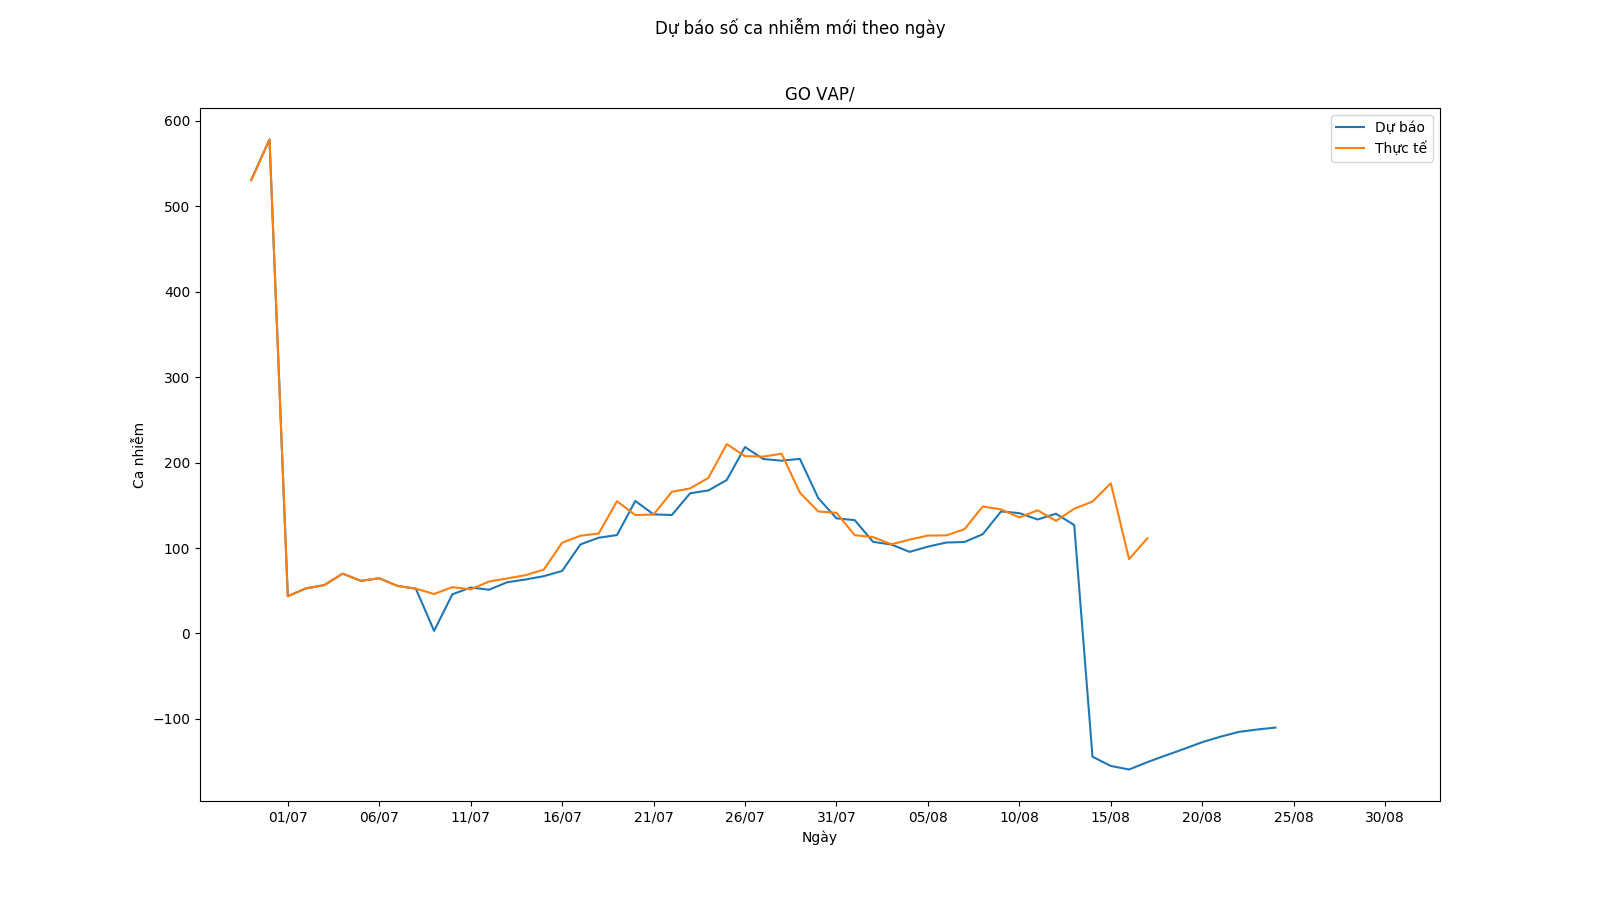 Dự báo số ca nhiễm mới theo ngày
GO VAP/
Dự báo
Thực tế
600
500
400
300
200
100
0
−100
Ca nhiễm
01/07 06/07 11/07 16/07 21/07 26/07 31/07 05/08 10/08 15/08 20/08 25/08 30/08
Ngày